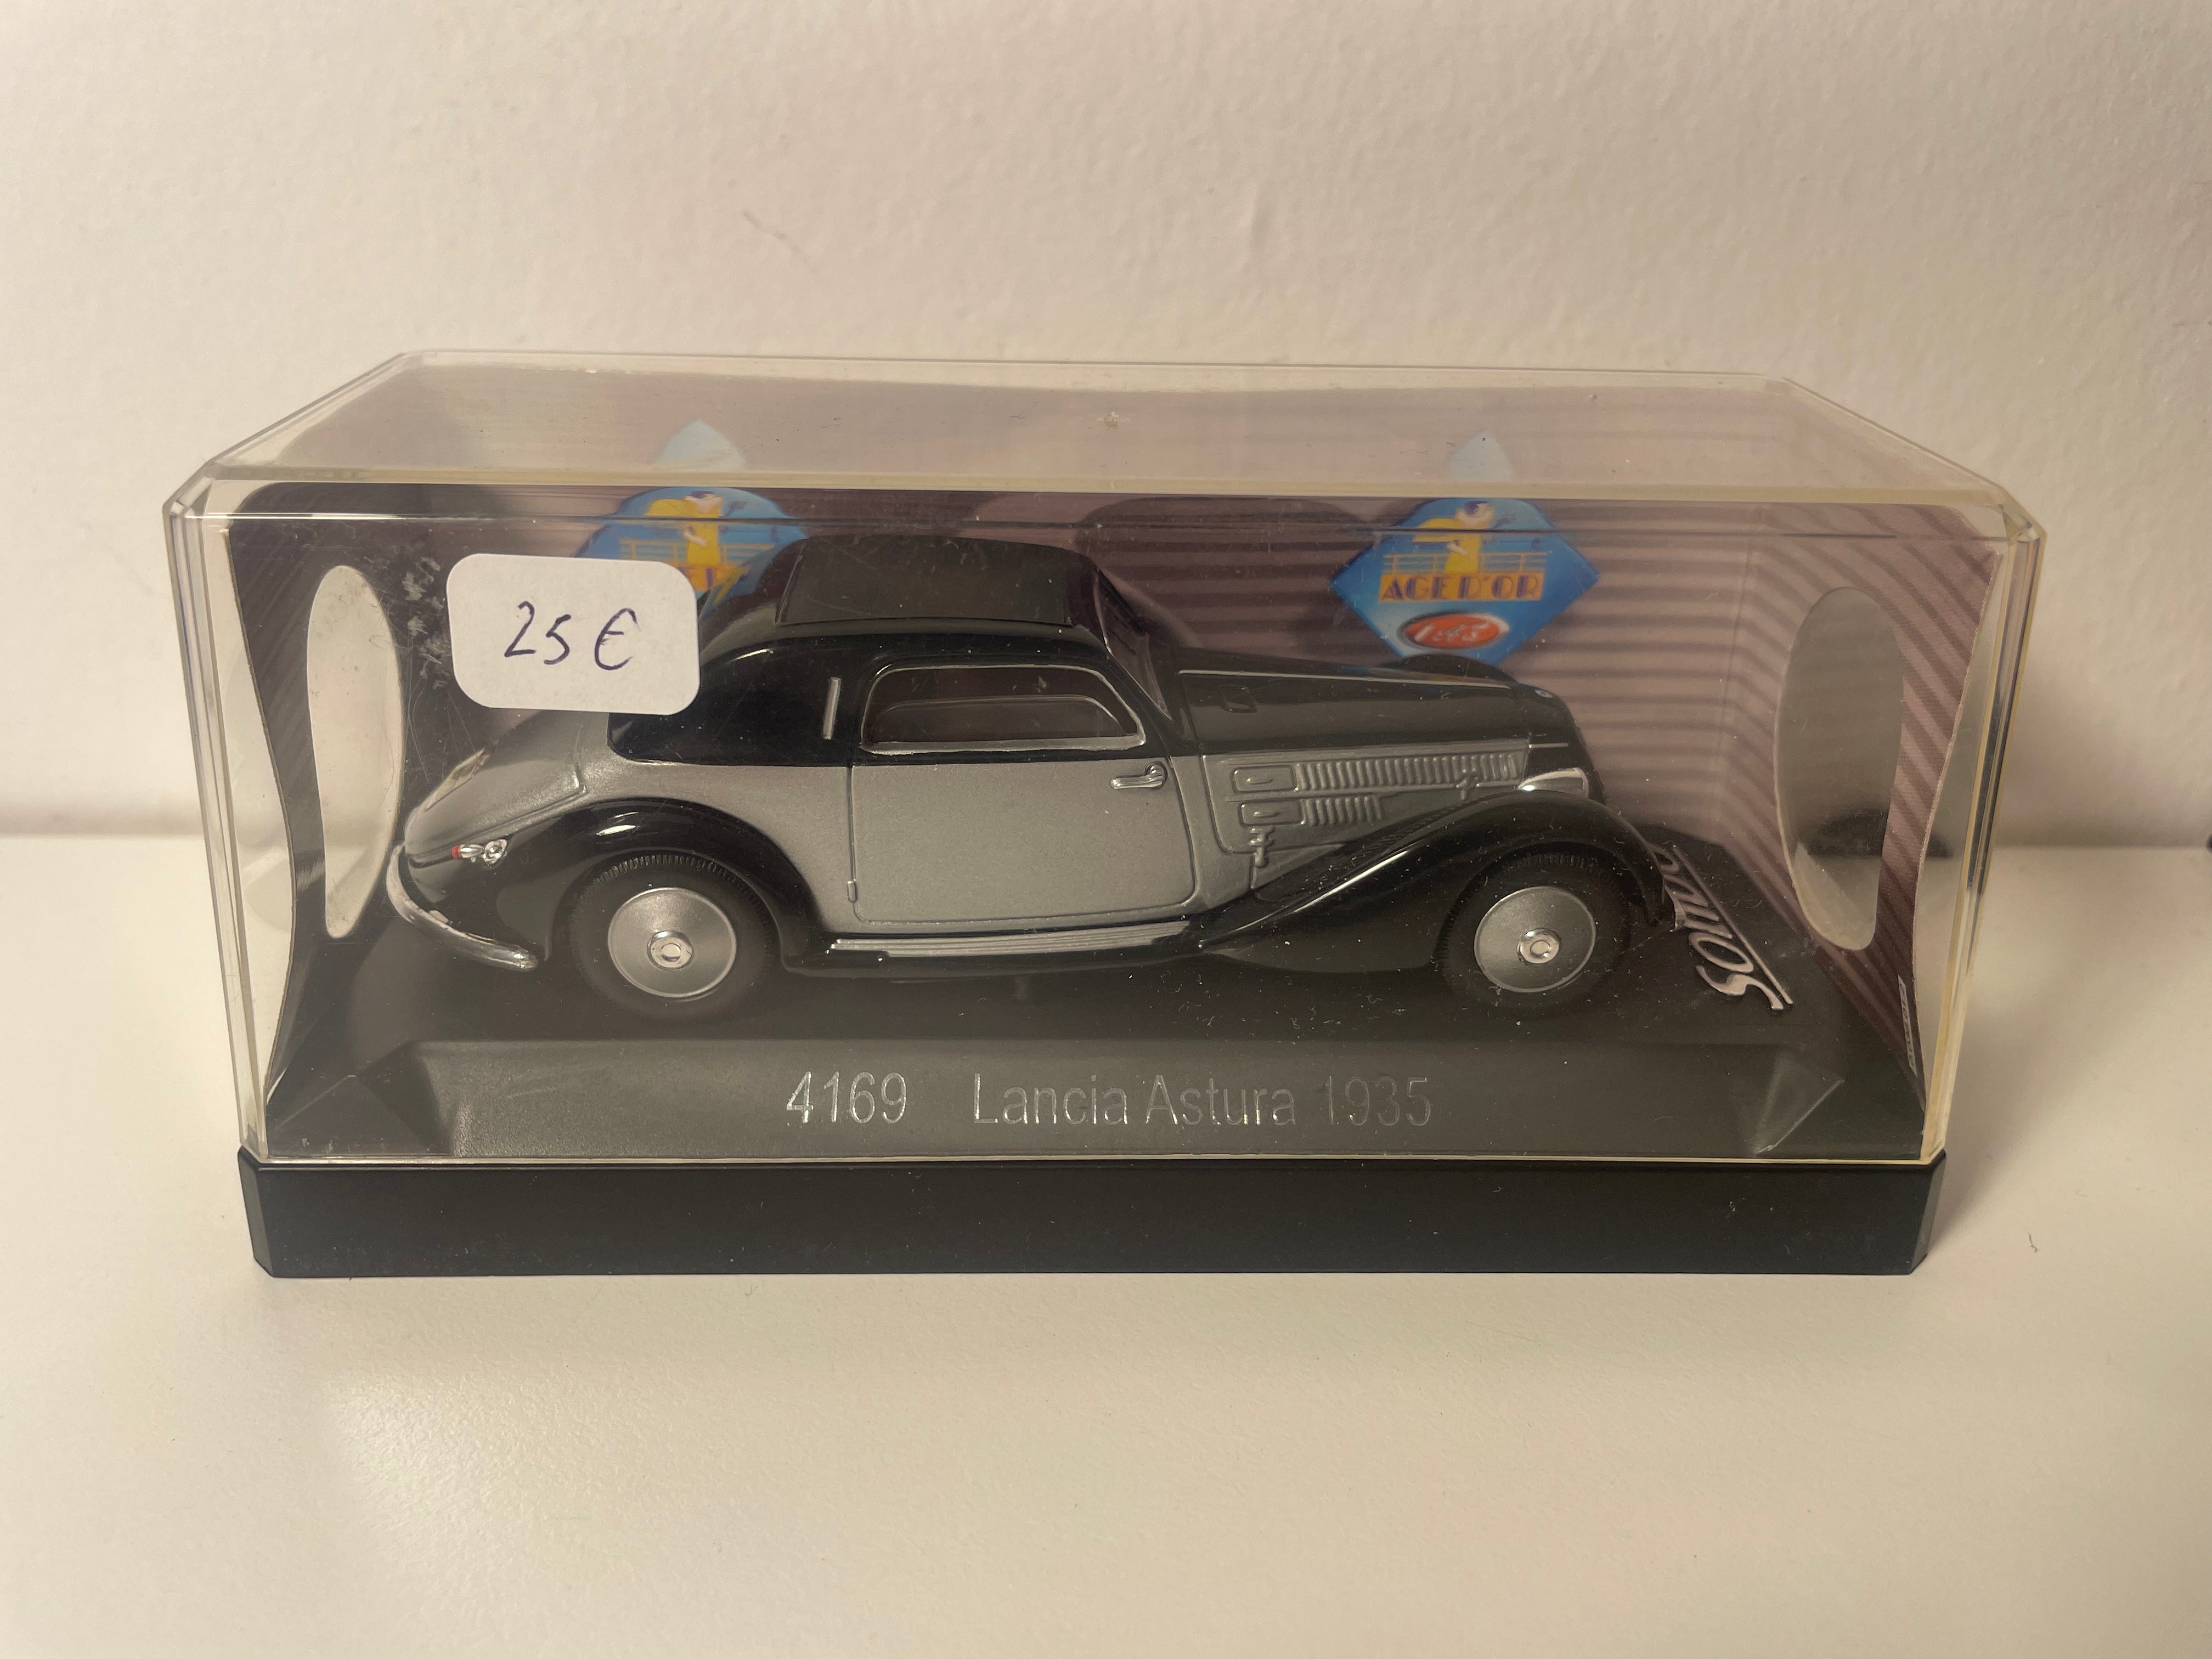 AGE D'OR
1/43
25 €
SOLIDO
4169 Lancia Astura 1935